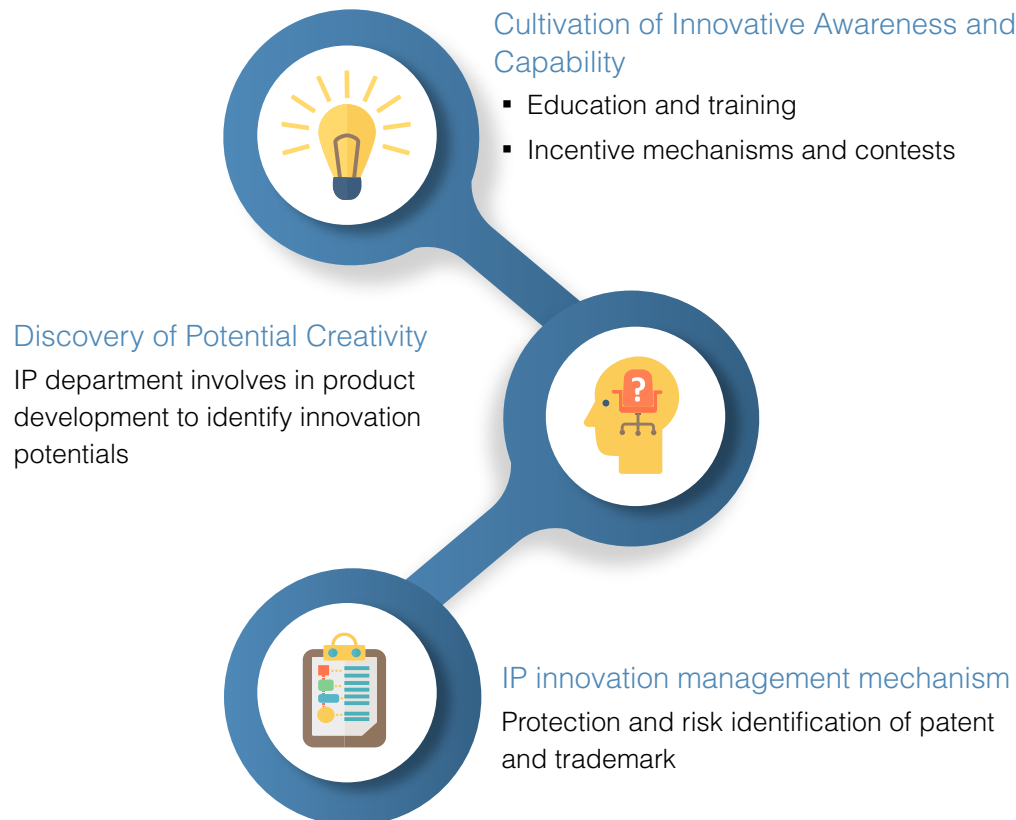 Cultivation of Innovative Awareness and
Capability
▪ Education and training
▪ Incentive mechanisms and contests
Discovery of Potential Creativity
IP department involves in product
development to identify innovation
potentials
?
IP innovation management mechanism
Protection and risk identification of patent
and trademark